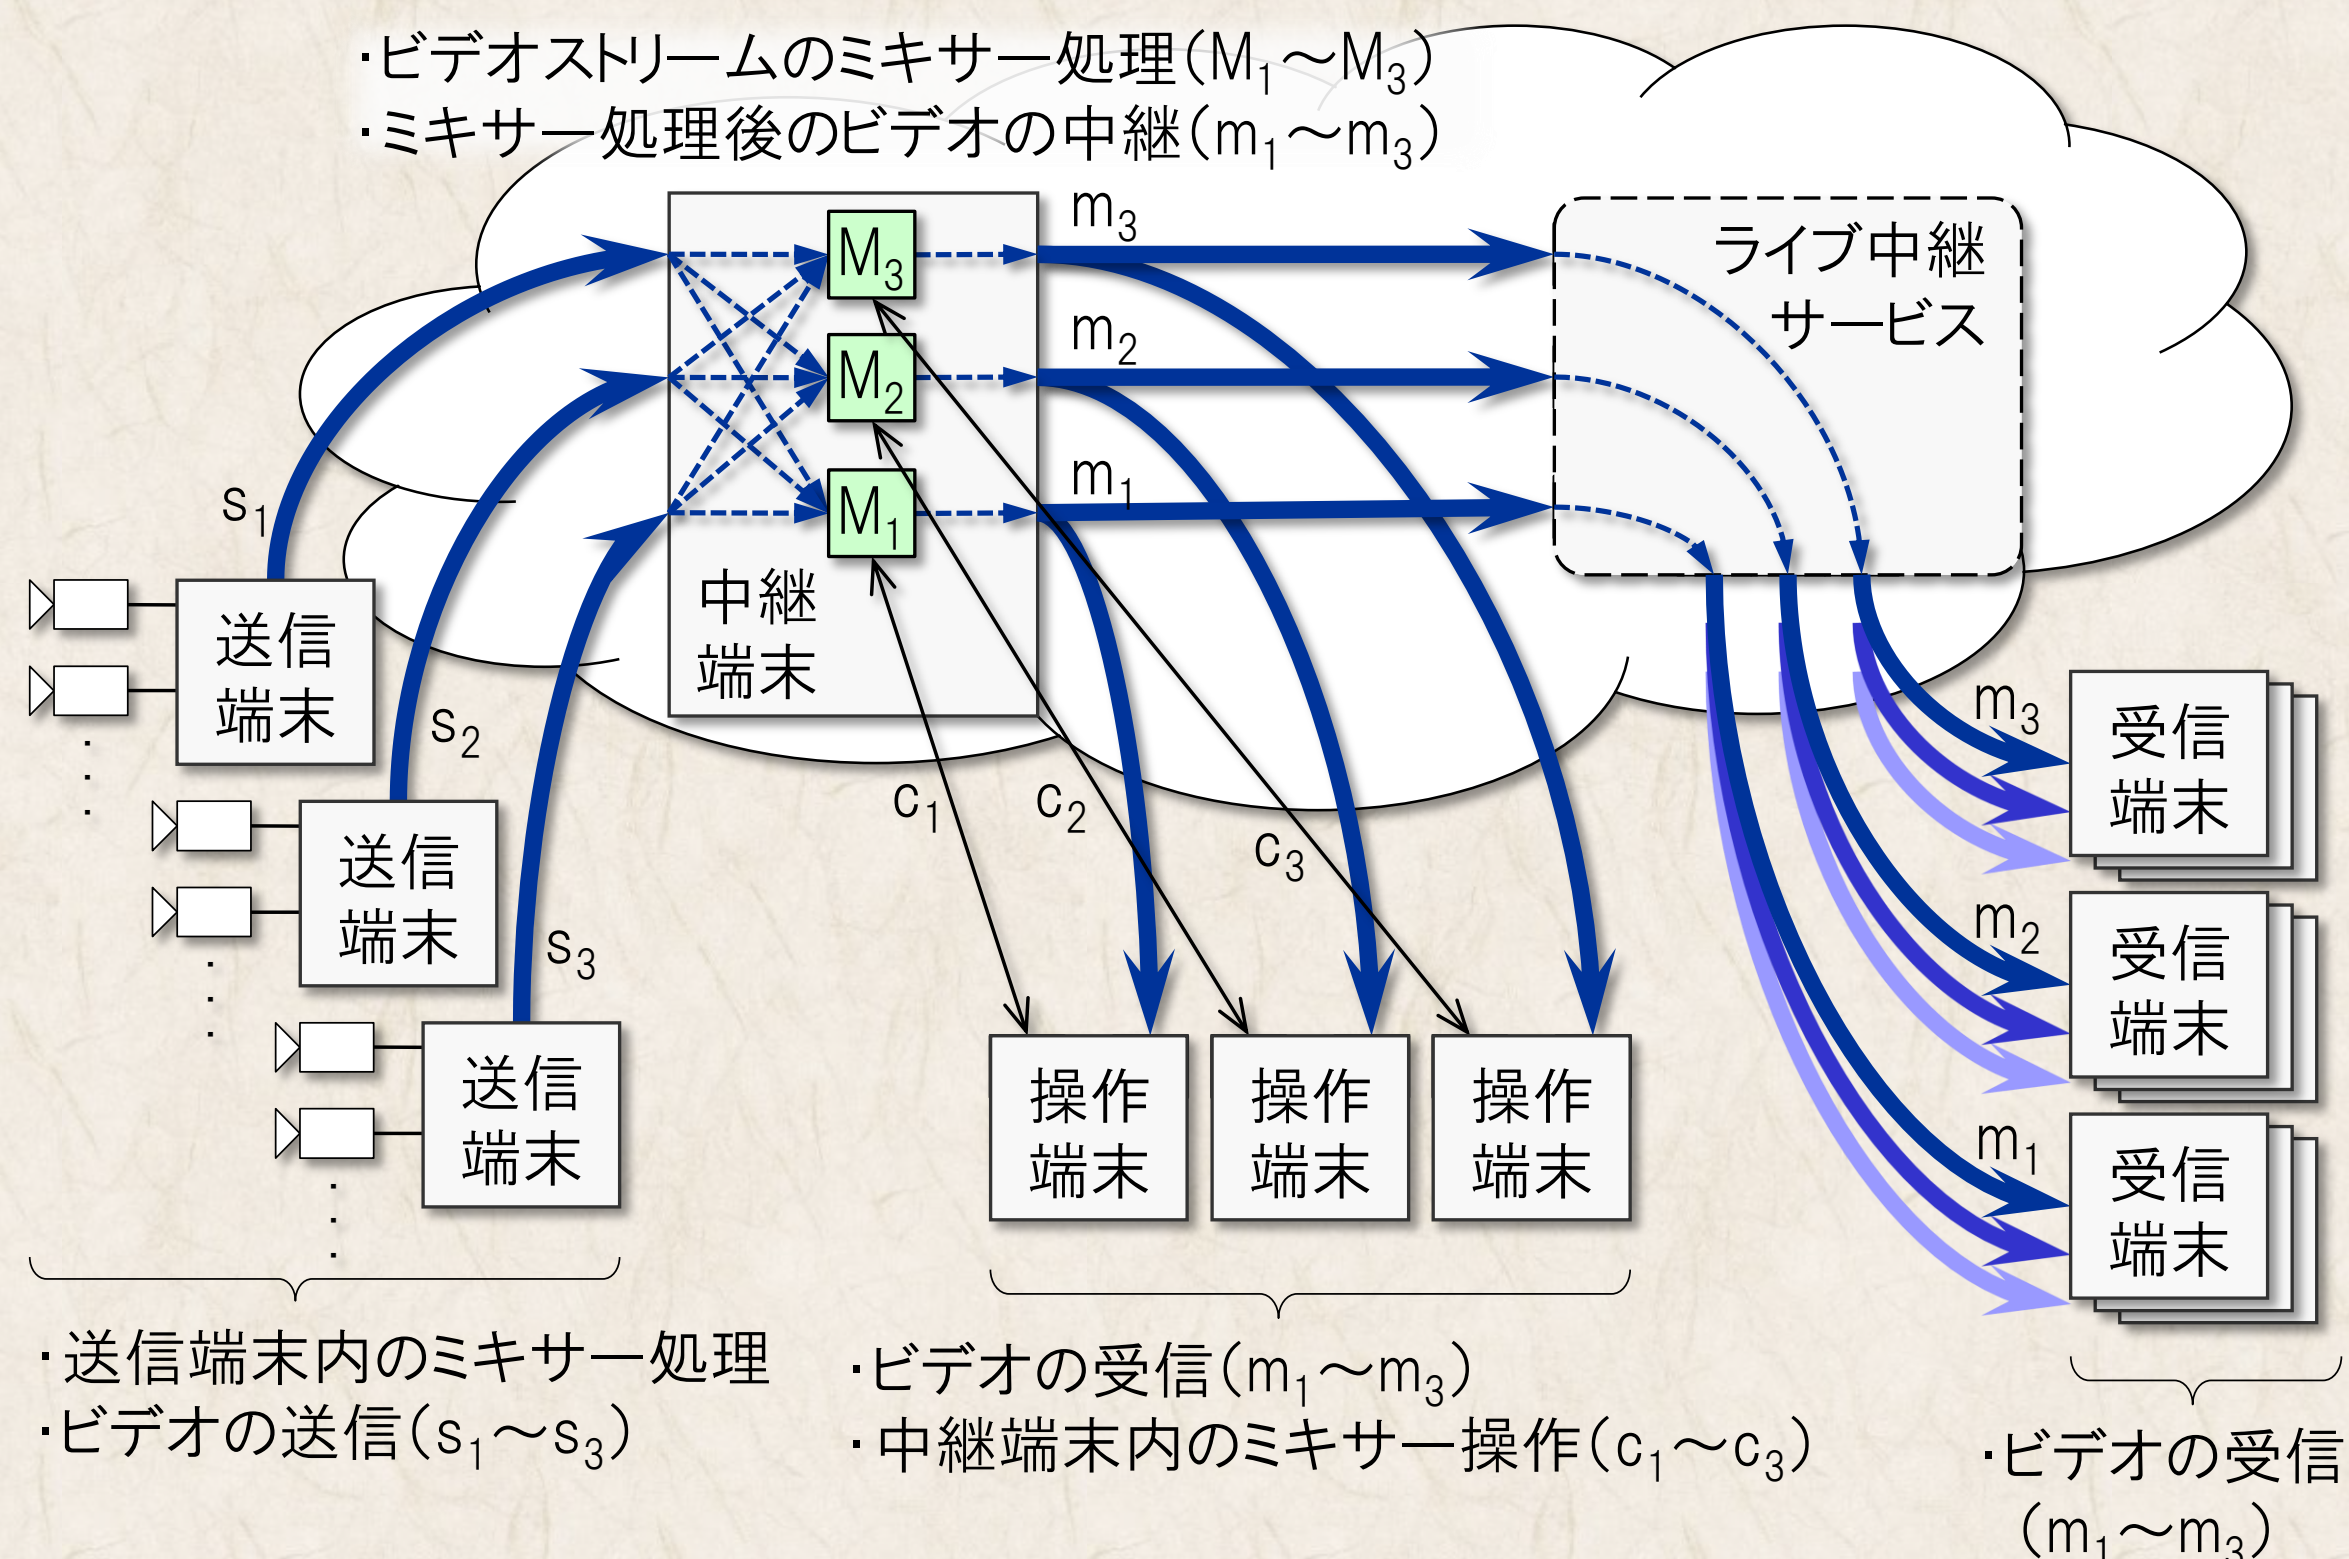 ・ビデオストリームのミキサー処理(M₁～M₃)
・ミキサー処理後のビデオの中継(m₁～m₃)
m₃
m₂
m₁
M₃
M₂
M₁
中継
端末
ライブ中継
サービス
s₁
s₂
s₃
送信
端末
送信
端末
送信
端末
c₁
c₂
c₃
操作
端末
操作
端末
操作
端末
m₃
受信
端末
m₂
受信
端末
m₁
受信
端末
・送信端末内のミキサー処理
・ビデオの送信(s₁～s₃)
・ビデオの受信(m₁～m₃)
・中継端末内のミキサー操作(c₁～c₃)
・ビデオの受信
(m₁～m₃)